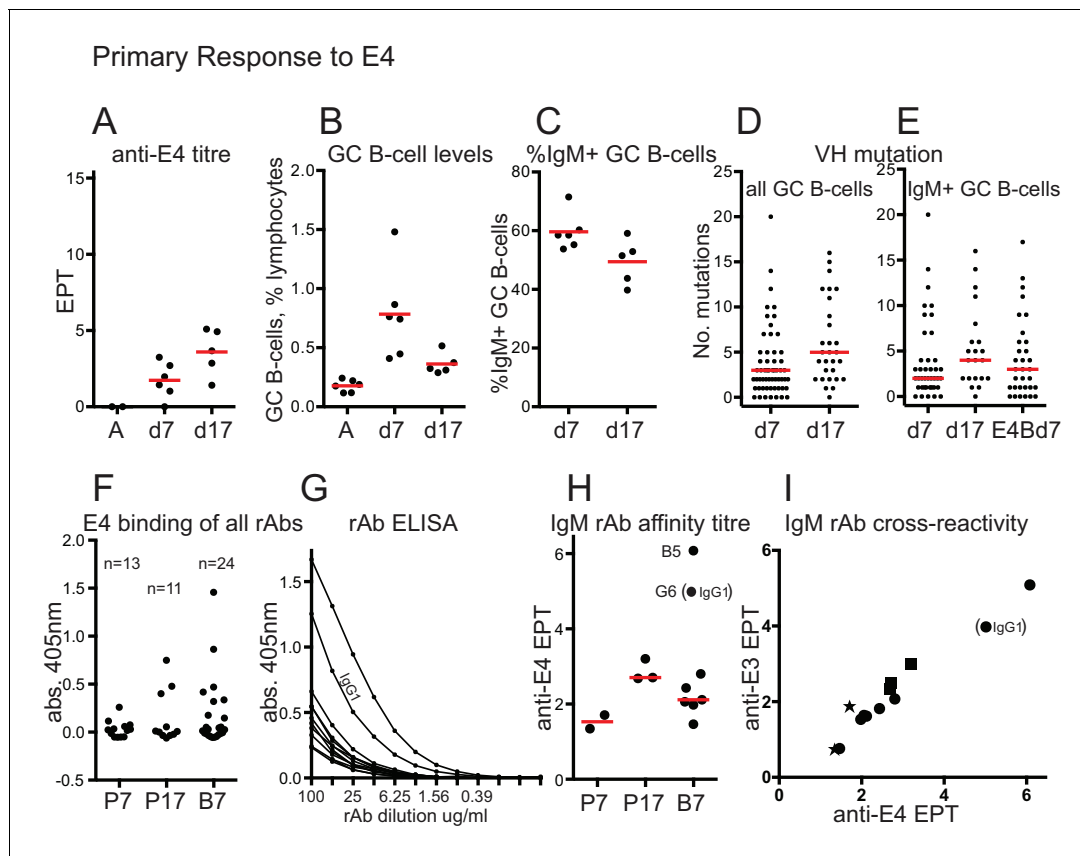 Primary Response to E4
A
anti-E4 titre
EPT
15
10
5
0
A d7 d17
B
GC B-cell levels
GC B-cells, % lymphocytes
2.0
1.5
1.0
0.5
0.0
A d7 d17
C
%IgM+ GC B-cells
%IgM+ GC B-cells
80
60
40
20
0
d7 d17
D E
VH mutation
all GC B-cells
No. mutations
25
20
15
10
5
0
d7 d17
IgM+ GC B-cells
25
20
15
10
5
0
d7 d17 E4Bd7
F
E4 binding of all rAbs
abs. 405nm
2.0
1.5
1.0
0.5
0.0
-0.5
n=13
n=11
n=24
P7 P17 B7
G
rAb ELISA
abs. 405nm
1.5
1.0
0.5
0.0
IgG1
100 25 6.25 1.56 0.39
rAb dilution ug/ml
H
IgM rAb affinity titre
anti-E4 EPT
6
4
2
0
B5
G6 ( IgG1)
P7 P17 B7
I
IgM rAb cross-reactivity
anti-E3 EPT
6
4
2
0
( IgG1)
0 2 4 6
anti-E4 EPT